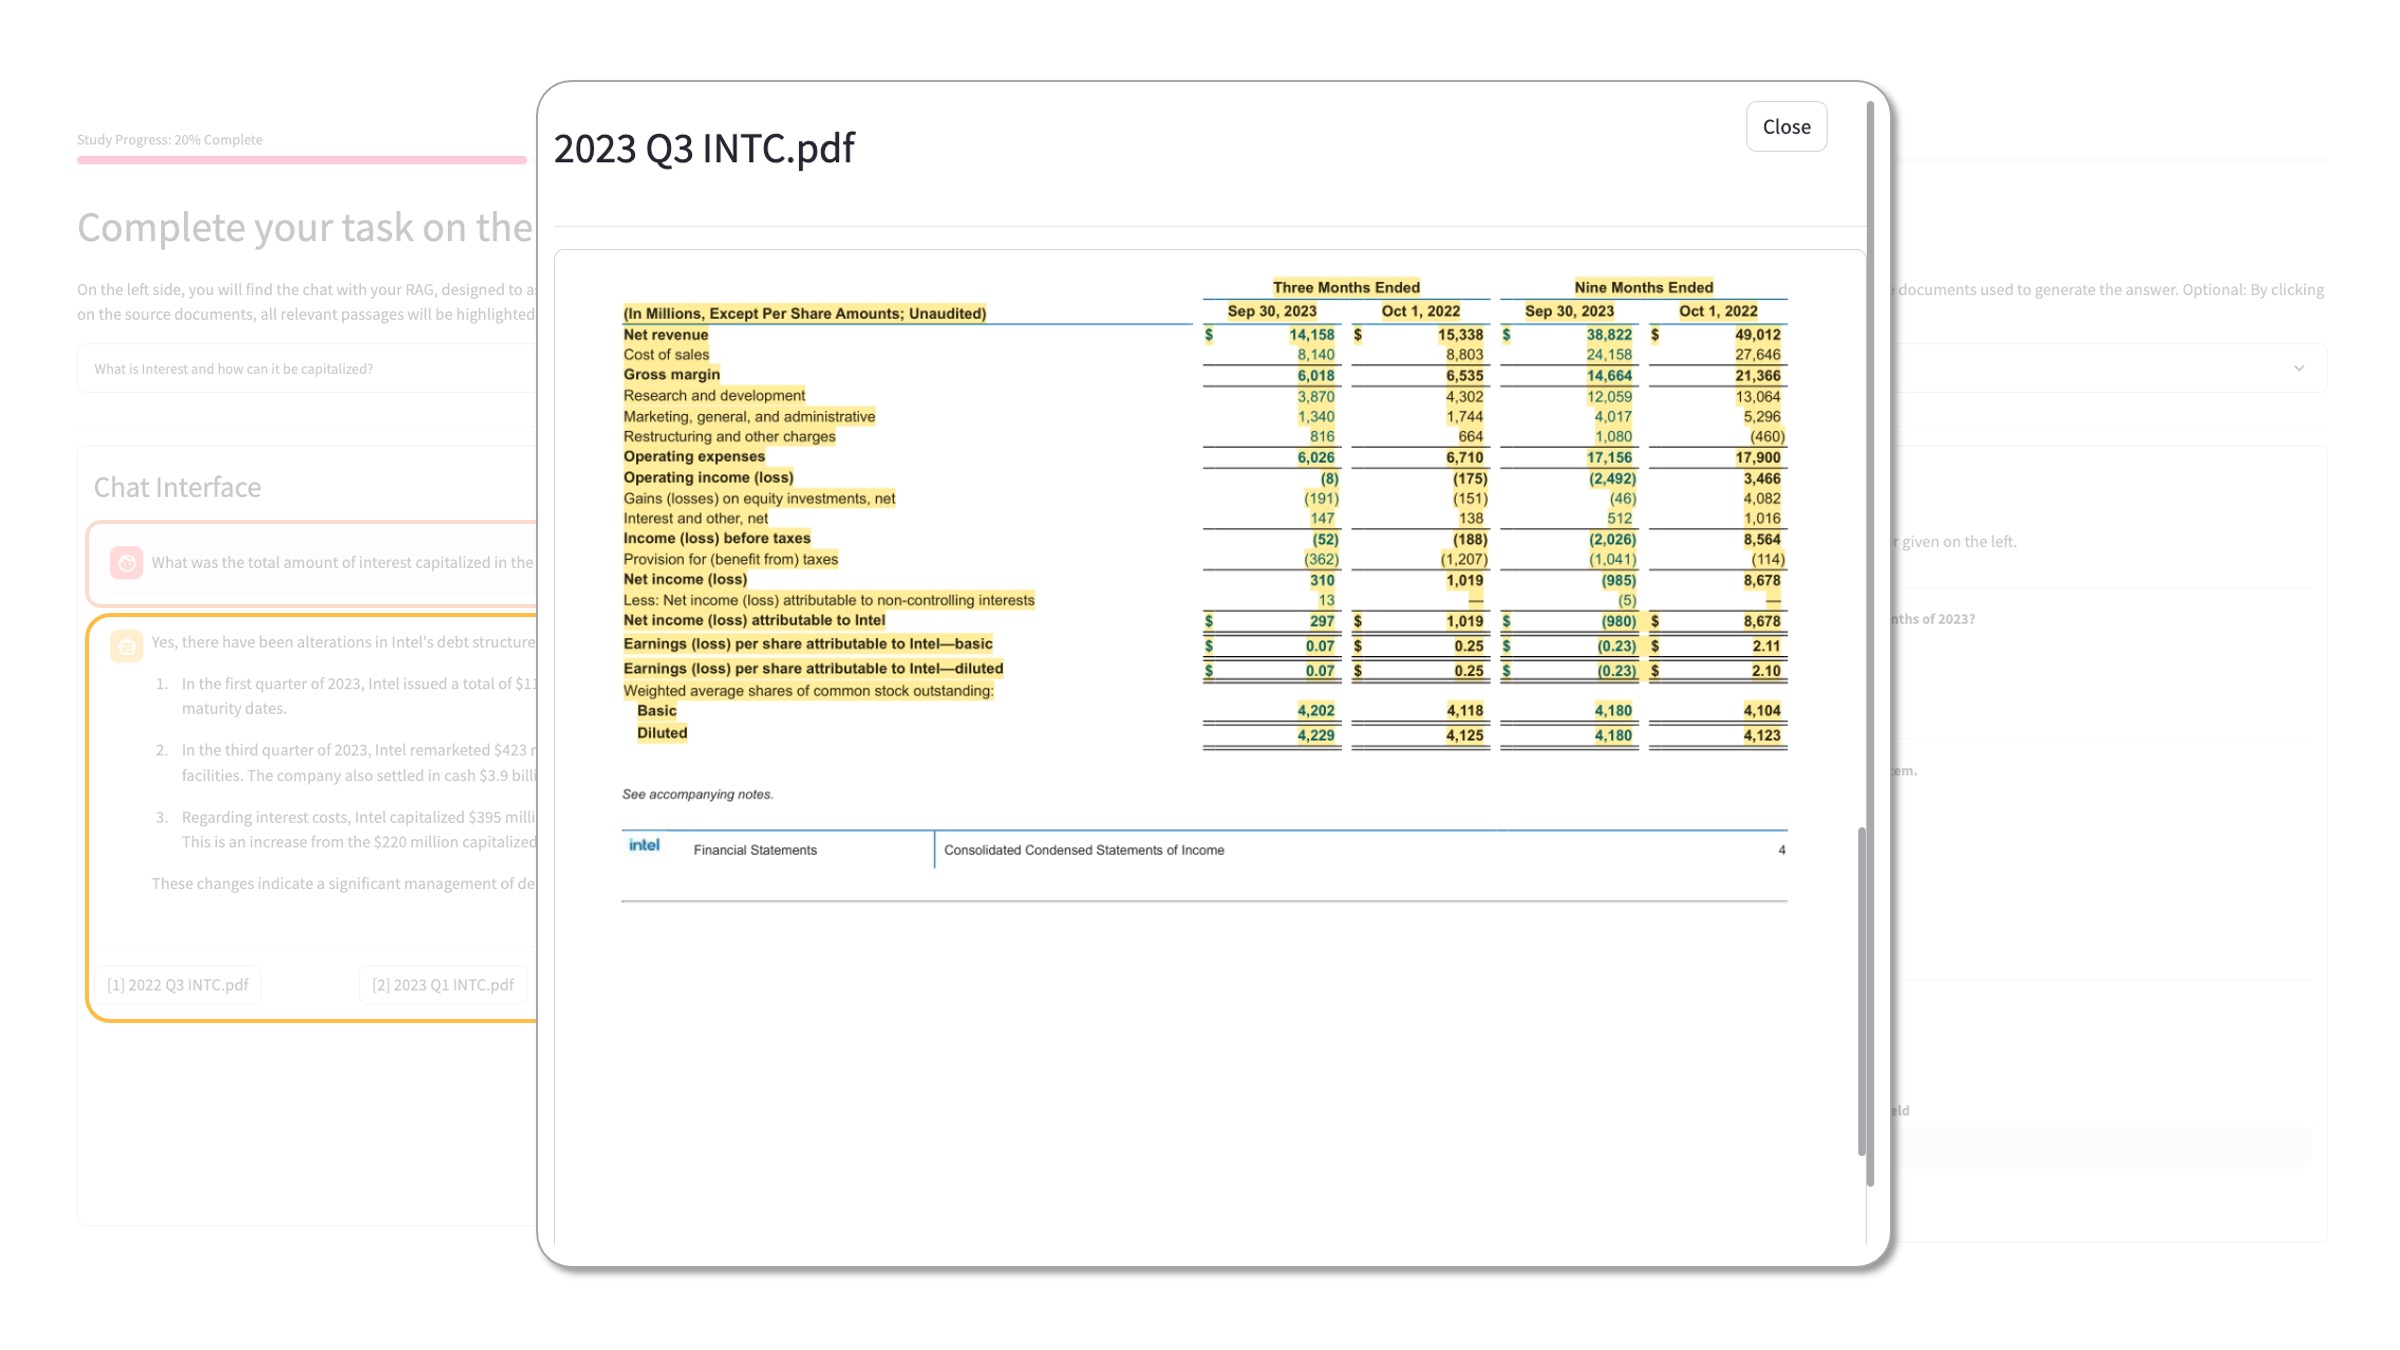 Study Progress: 20% Complete
Complete your task on the
On the left side, you will find the chat with your RAG, designed to a
on the source documents, all relevant passages will be highlighted
documents used to generate the answer. Optional: By clicking
What is Interest and how can it be capitalized?
Chat Interface
What was the total amount of interest capitalized in the
Yes, there have been alterations in Intel's debt structure
1. In the first quarter of 2023, Intel issued a total of $11
maturity dates.
2. In the third quarter of 2023, Intel remarketed $423
facilities. The company also settled in cash $3.9 billi
3. Regarding interest costs, Intel capitalized $395 milli
This is an increase from the $220 million capitalized
These changes indicate a significant management of de
[1] 2022 Q3 INTC.pdf [2] 2023 Q1 INTC.pdf
2023 Q3 INTC.pdf
Close
Three Months Ended Nine Months Ended
(In Millions, Except Per Share Amounts; Unaudited) Sep 30, 2023 Oct 1, 2022 Sep 30, 2023 Oct 1, 2022
Net revenue $ 14,158 $ 15,338 $ 38,822 $ 49,012
Cost of sales 8,140 8,803 24,158 27,646
Gross margin 6,018 6,535 14,664 21,366
Research and development 3,870 4,302 12,059 13,064
Marketing, general, and administrative 1,340 1,744 4,017 5,296
Restructuring and other charges 816 664 1,080 (460)
Operating expenses 6,026 6,710 17,156 17,900
Operating income (loss) (8) (175) (2,492) 3,466
Gains (losses) on equity investments, net (191) (151) (46) 4,082
Interest and other, net 147 138 512 1,016
Income (loss) before taxes (52) (188) (2,026) 8,564
Provision for (benefit from) taxes (362) (1,207) (1,041) (114)
Net income (loss) 310 1,019 (985) 8,678
Less: Net income (loss) attributable to non-controlling interests 13 — (5) —
Net income (loss) attributable to Intel $ 297 $ 1,019 $ (980) $ 8,678
Earnings (loss) per share attributable to Intel—basic $ 0.07 $ 0.25 $ (0.23) $ 2.11
Earnings (loss) per share attributable to Intel—diluted $ 0.07 $ 0.25 $ (0.23) $ 2.10
Weighted average shares of common stock outstanding:
Basic 4,202 4,118 4,180 4,104
Diluted 4,229 4,125 4,180 4,123
See accompanying notes.
intel Financial Statements Consolidated Condensed Statements of Income 4
given on the left.
nths of 2023?
em.
eld